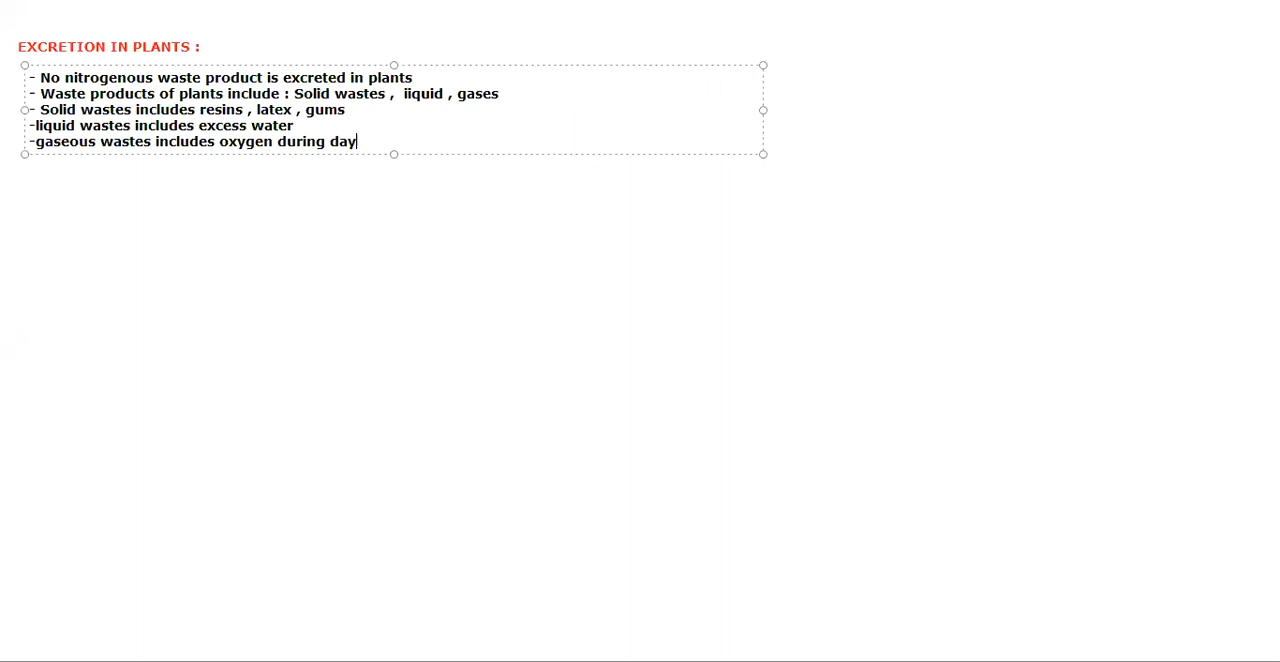 EXCRETION IN PLANTS :
- No nitrogenous waste product is excreted in plants
- Waste products of plants include : Solid wastes ,  iiquid , gases
- Solid wastes includes resins , latex , gums
-liquid wastes includes excess water
-gaseous wastes includes oxygen during day